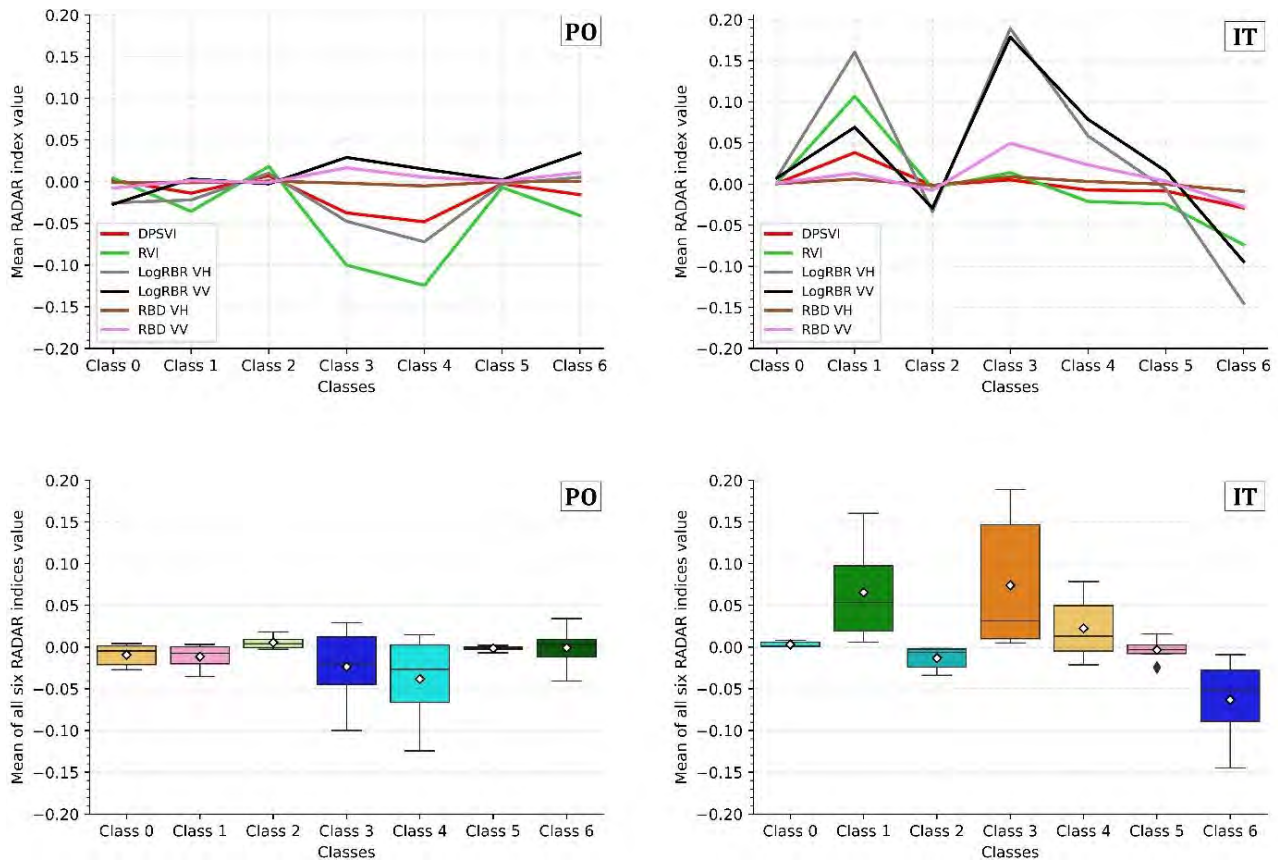 PO
Mean RADAR index value
0.20
0.15
0.10
0.05
0.00
−0.05
−0.10
−0.15
−0.20
DPSVI
RVI
LogRBR VH
LogRBR VV
RBD VH
RBD VV
Class 0 Class 1 Class 2 Class 3 Class 4 Class 5 Class 6
Classes
IT
Mean RADAR index value
0.20
0.15
0.10
0.05
0.00
−0.05
−0.10
−0.15
−0.20
DPSVI
RVI
LogRBR VH
LogRBR VV
RBD VH
RBD VV
Class 0 Class 1 Class 2 Class 3 Class 4 Class 5 Class 6
Classes
PO
Mean of all six RADAR indices value
0.20
0.15
0.10
0.05
0.00
−0.05
−0.10
−0.15
−0.20
Class 0 Class 1 Class 2 Class 3 Class 4 Class 5 Class 6
Classes
IT
Mean of all six RADAR indices value
0.20
0.15
0.10
0.05
0.00
−0.05
−0.10
−0.15
−0.20
Class 0 Class 1 Class 2 Class 3 Class 4 Class 5 Class 6
Classes